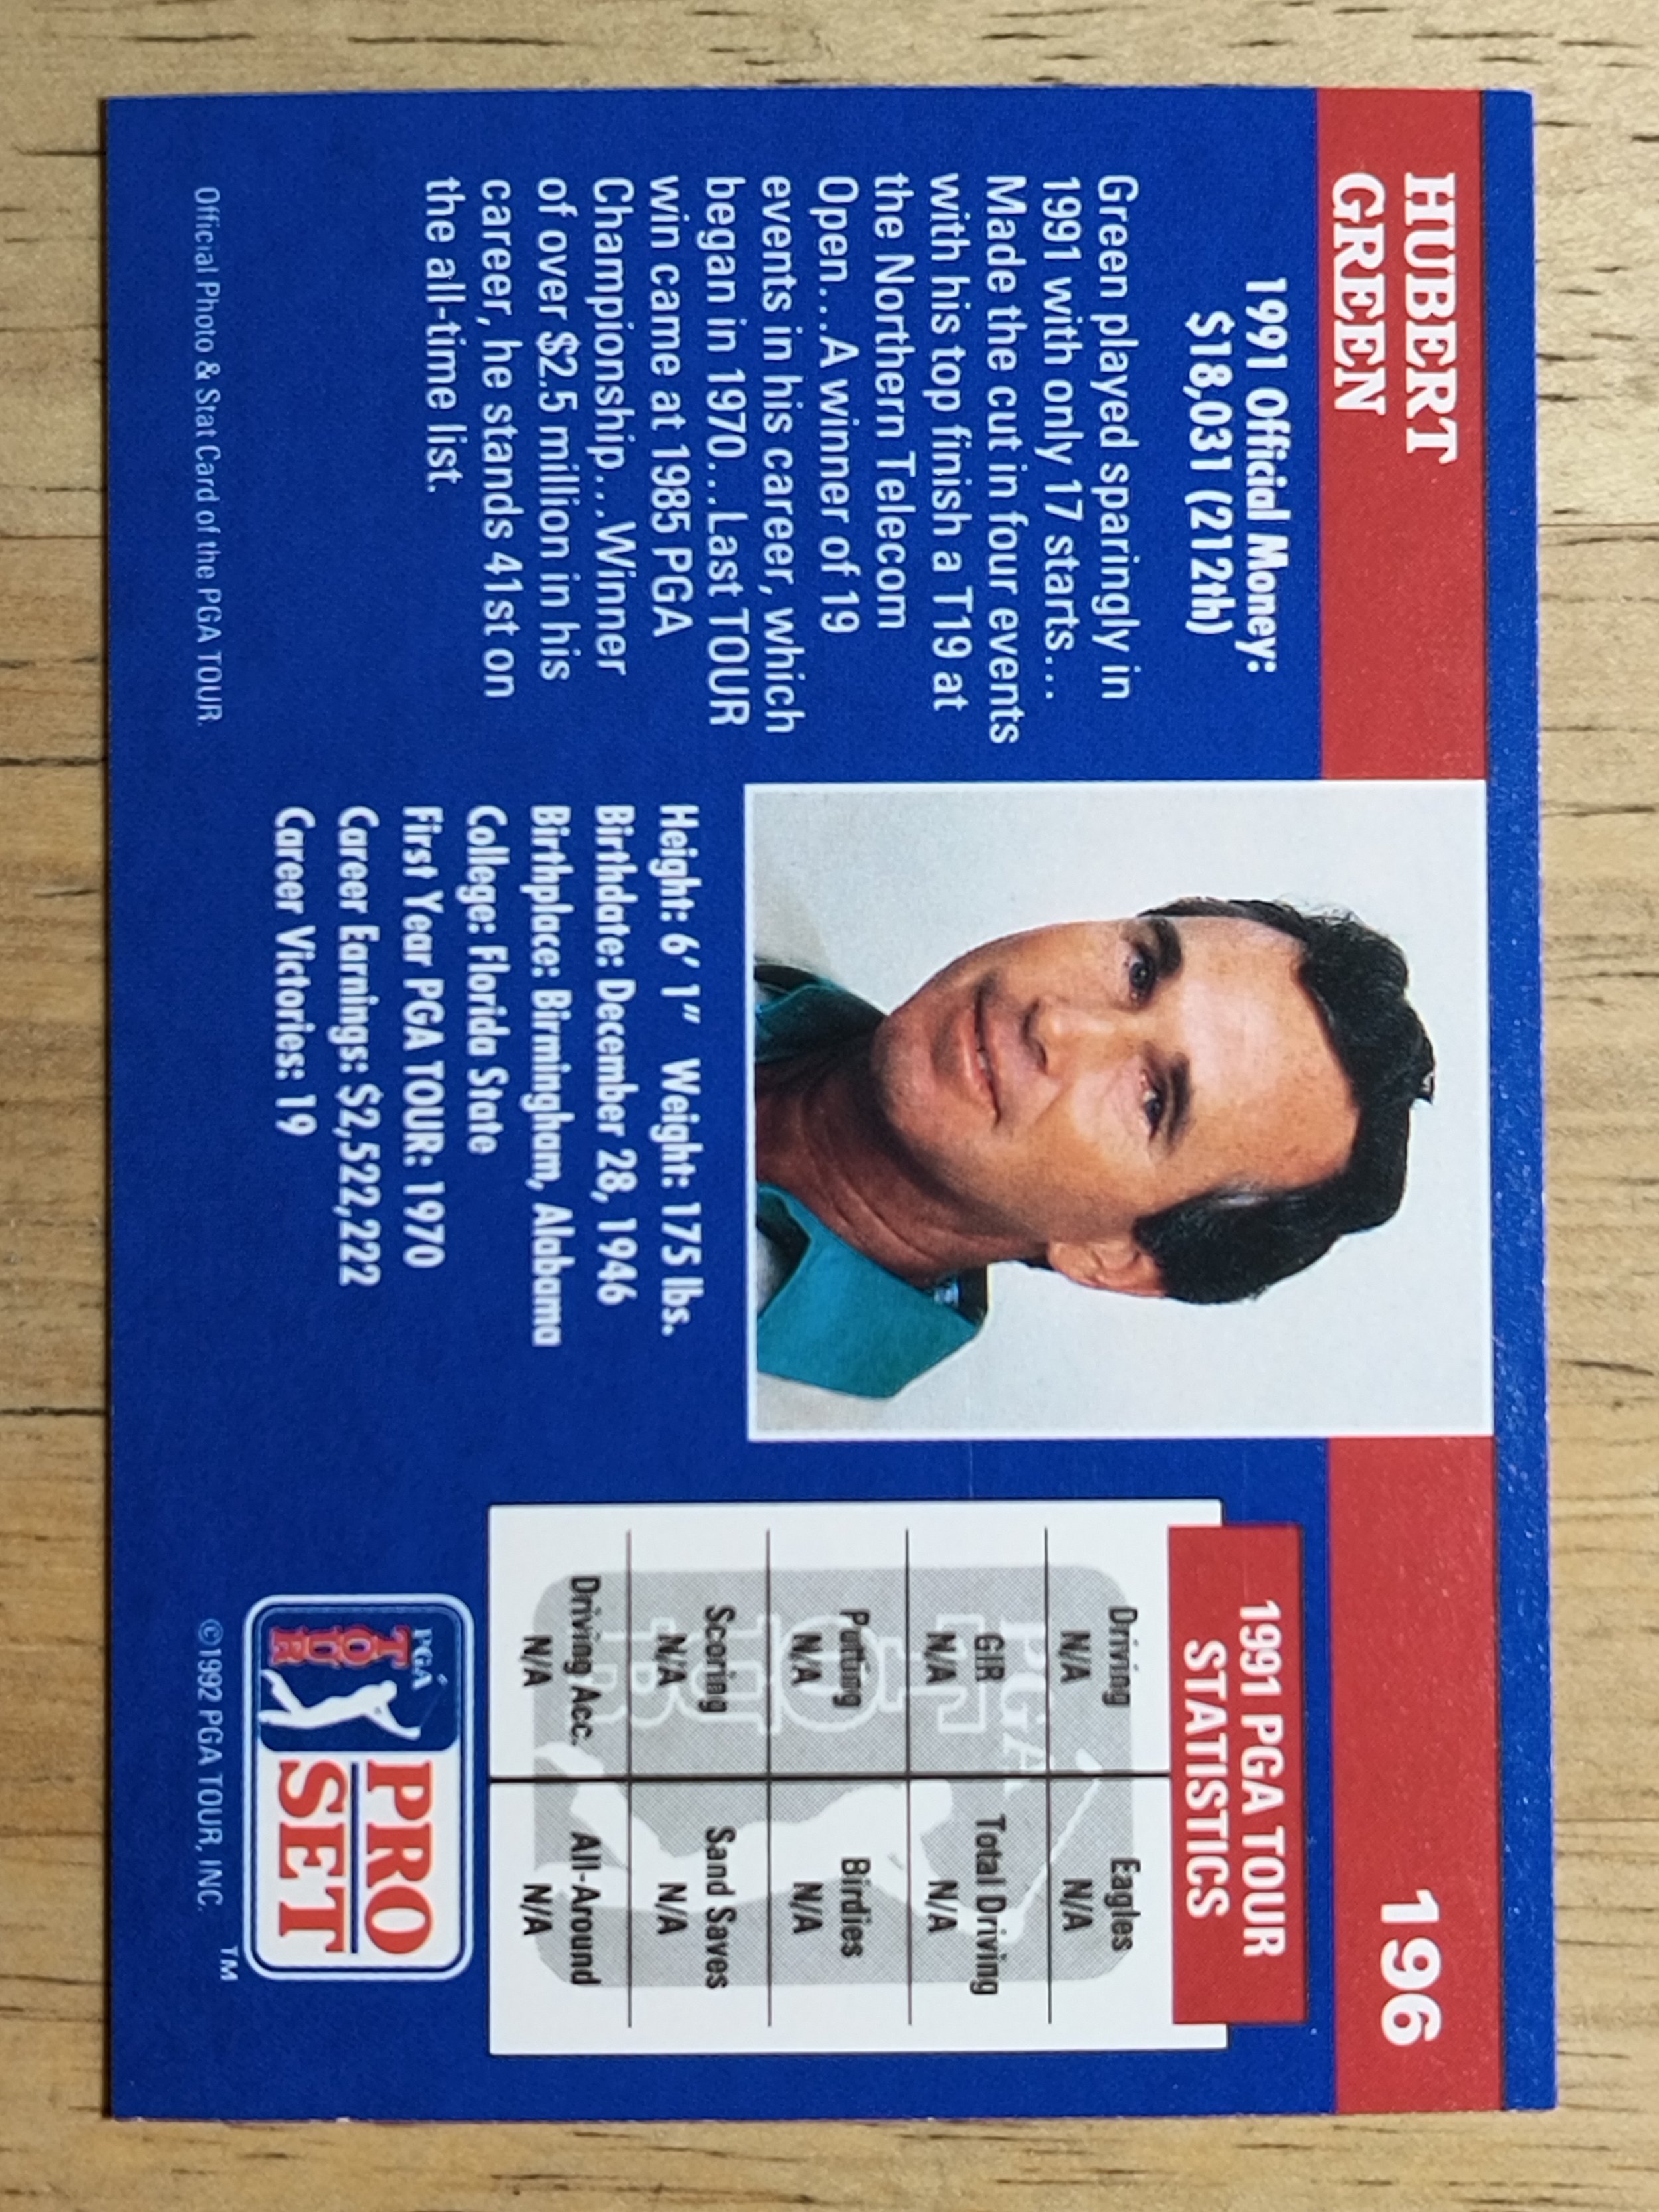 HUBERT
GREEN
196
1991 Official Money:
$18,031 (212th)
Green played sparingly in
1991 with only 17 starts...
Made the cut in four events
with his top finish a T19 at
the Northern Telecom
Open...A winner of 19
events in his career, which
began in 1970...Last TOUR
win came at 1985 PGA
Championship...Winner
of over $2.5 million in his
career, he stands 41st on
the all-time list.
Official Photo & Stat Card of the PGA TOUR.
Height: 6' 1" Weight: 175 lbs.
Birthdate: December 28, 1946
Birthplace: Birmingham, Alabama
College: Florida State
First Year PGA TOUR: 1970
Career Earnings: $2,522,222
Career Victories: 19
1991 PGA TOUR
STATISTICS
Driving Eagles
N/A N/A
GIR Total Driving
N/A N/A
Putting Birdies
N/A N/A
Scoring Sand Saves
N/A N/A
Driving Acc. All-Around
N/A N/A
PGA
TOUR
PGA
TOUR
PRO
SET
TM
©1992 PGA TOUR, INC.